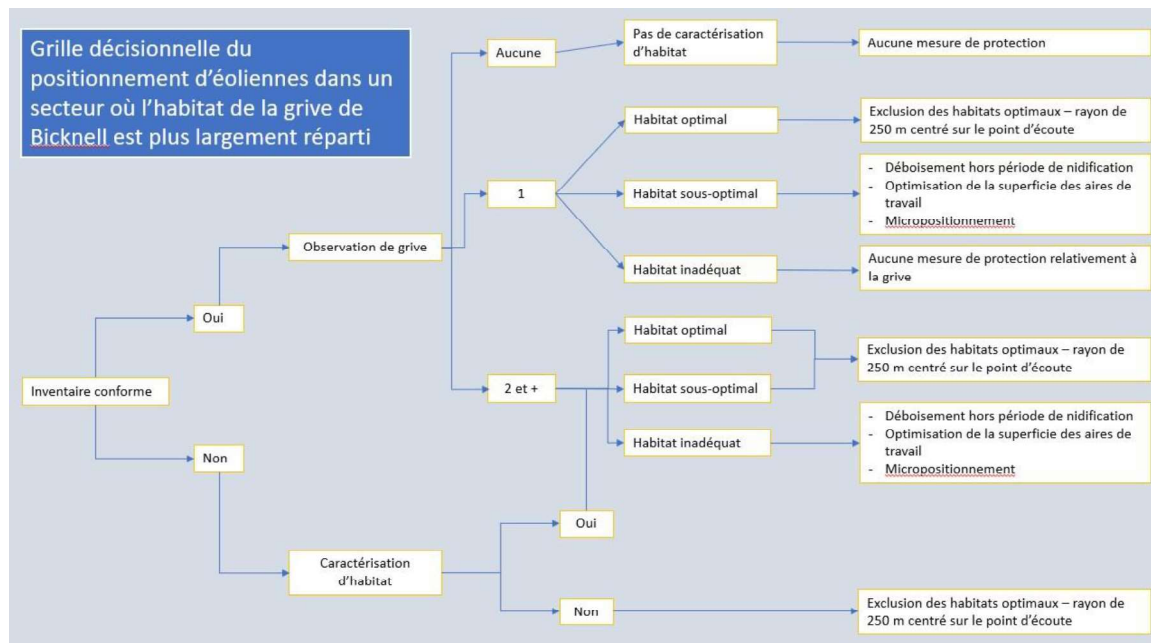 Grille décisionnelle du
positionnement d'éoliennes dans un
secteur où l'habitat de la grive de
Bicknell est plus largement réparti
Aucune
Pas de caractérisation
d'habitat
Aucune mesure de protection
Habitat optimal
Exclusion des habitats optimaux – rayon de
250 m centré sur le point d'écoute
1
Habitat sous-optimal
- Déboisement hors période de nidification
- Optimisation de la superficie des aires de
travail
- Micropositionnement
Observation de grive
Habitat inadéquat
Aucune mesure de protection relativement à
la grive
Oui
Habitat optimal
Exclusion des habitats optimaux – rayon de
250 m centré sur le point d'écoute
Inventaire conforme
2 et +
Habitat sous-optimal
Habitat inadéquat
- Déboisement hors période de nidification
- Optimisation de la superficie des aires de
travail
- Micropositionnement
Non
Oui
Caractérisation
d'habitat
Non
Exclusion des habitats optimaux – rayon de
250 m centré sur le point d'écoute